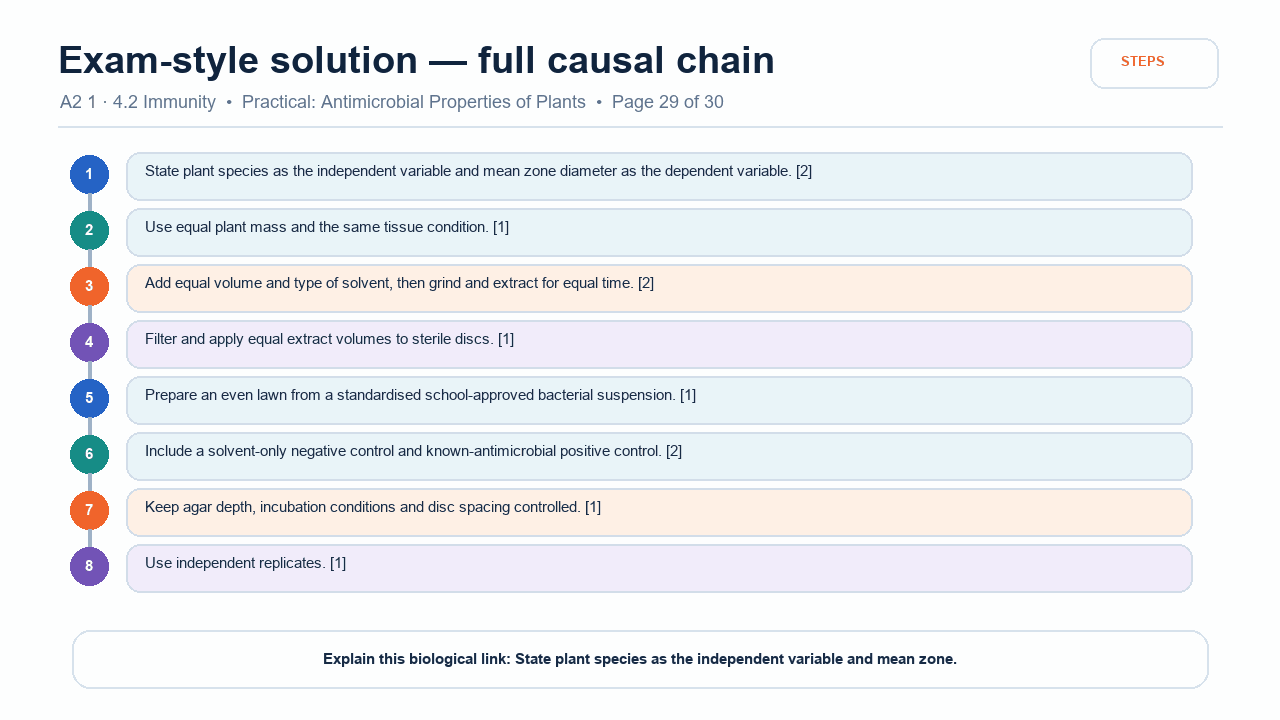 Exam-style solution — full causal chain
STEPS
A2 1 · 4.2 Immunity • Practical: Antimicrobial Properties of Plants • Page 29 of 30
1 State plant species as the independent variable and mean zone diameter as the dependent variable. [2]
2 Use equal plant mass and the same tissue condition. [1]
3 Add equal volume and type of solvent, then grind and extract for equal time. [2]
4 Filter and apply equal extract volumes to sterile discs. [1]
5 Prepare an even lawn from a standardised school-approved bacterial suspension. [1]
6 Include a solvent-only negative control and known-antimicrobial positive control. [2]
7 Keep agar depth, incubation conditions and disc spacing controlled. [1]
8 Use independent replicates. [1]
Explain this biological link: State plant species as the independent variable and mean zone.